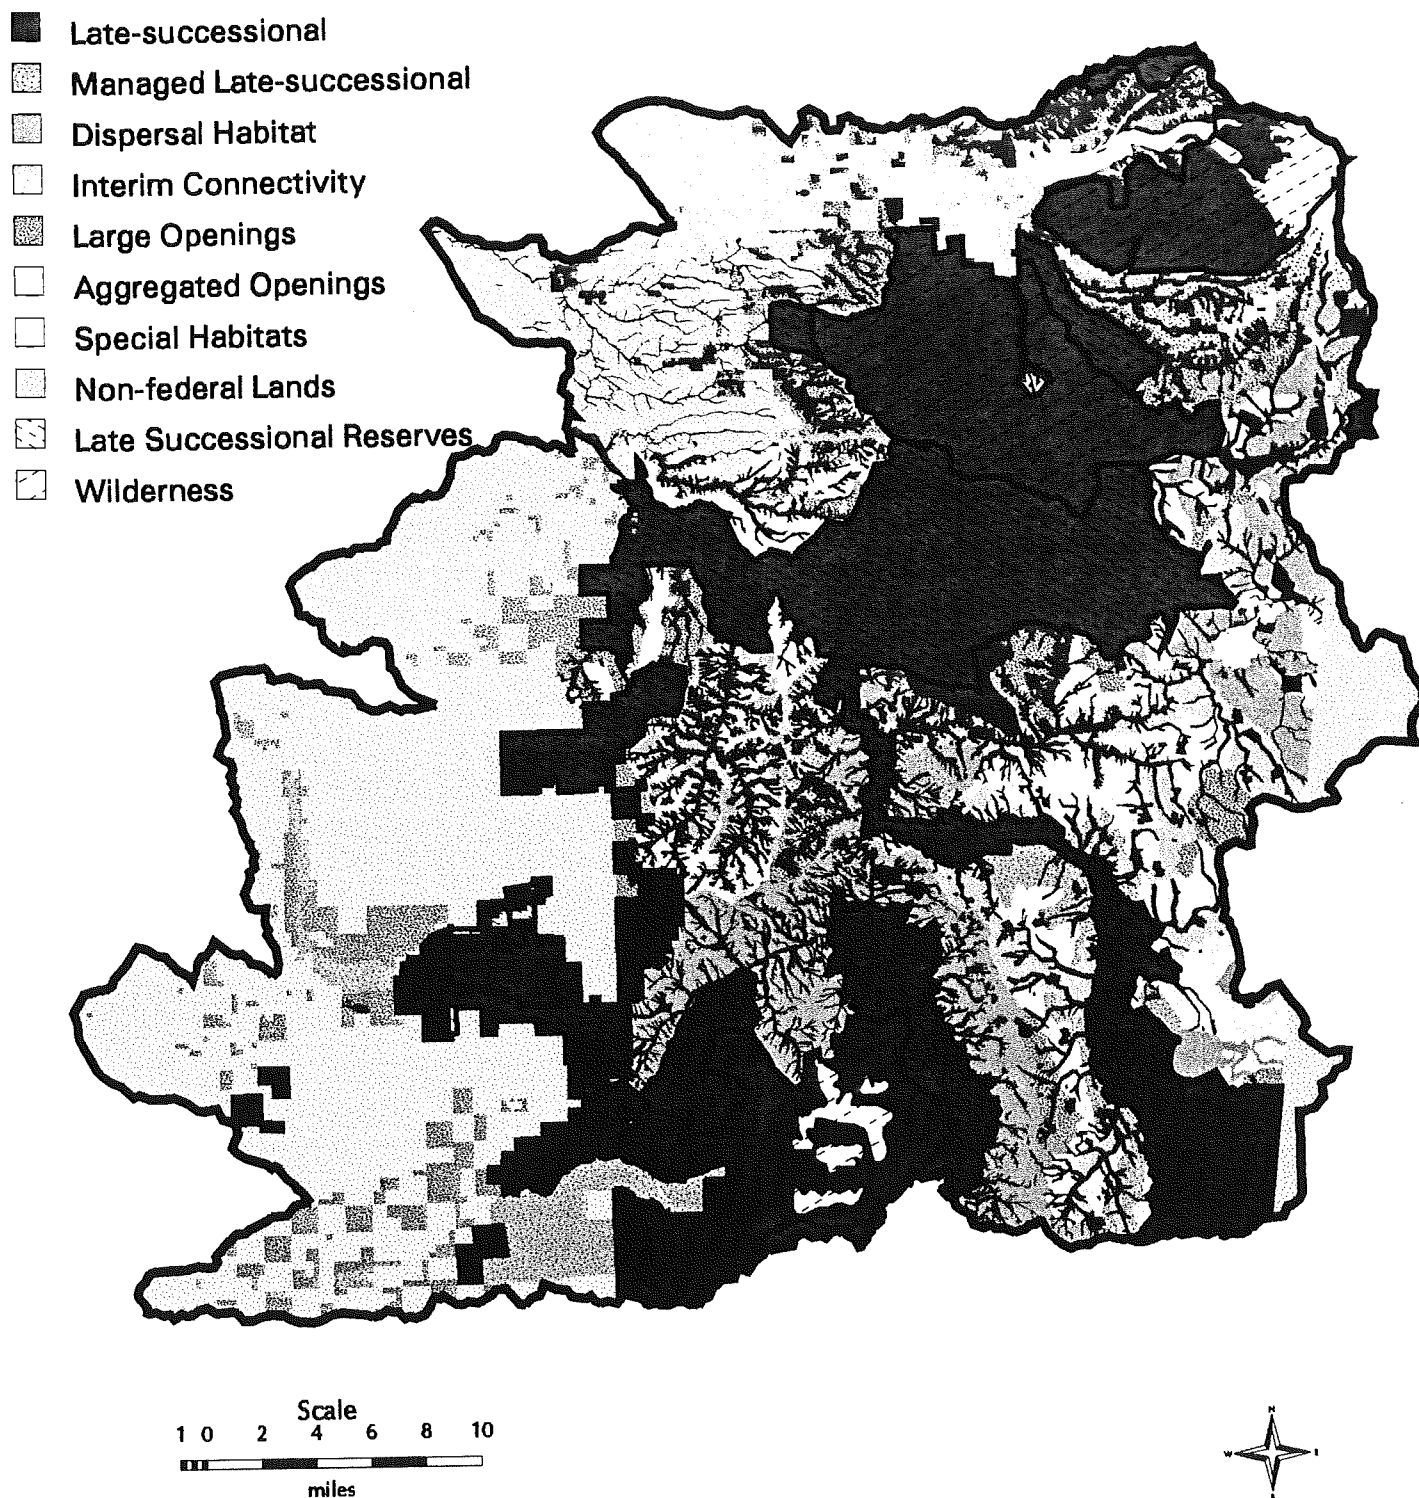 Late-successional
Managed Late-successional
Dispersal Habitat
Interim Connectivity
Large Openings
Aggregated Openings
Special Habitats
Non-federal Lands
Late Successional Reserves
Wilderness
Scale
1 0 2 4 6 8 10
miles
N
W